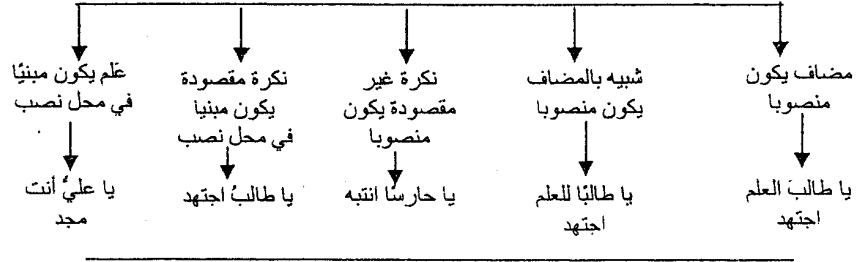 مضاف يكون
منصوبا
شبيه بالمضاف
يكون منصوبا
نكرة غير
مقصودة يكون
منصوبا
نكرة مقصودة
يكون مبنيا
في محل نصب
عَلم يكون مبنيًا
في محل نصب
يا طالبَ العلم
اجتهد
يا طالبًا للعلم
اجتهد
يا حارسًا انتبه
يا طالبُ اجتهد
يا عليُّ أنت
مجد